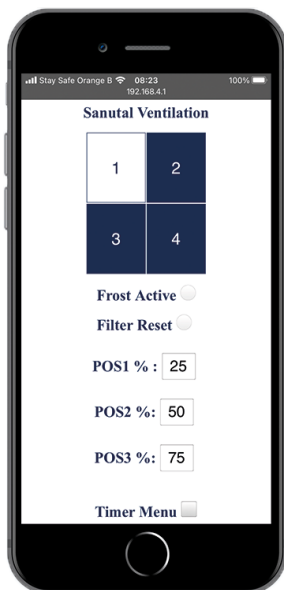 Stay Safe Orange B 08:23 100%
192.168.4.1
Sanutal Ventilation
1 2
3 4
Frost Active
Filter Reset
POS1 % : 25
POS2 %: 50
POS3 %: 75
Timer Menu